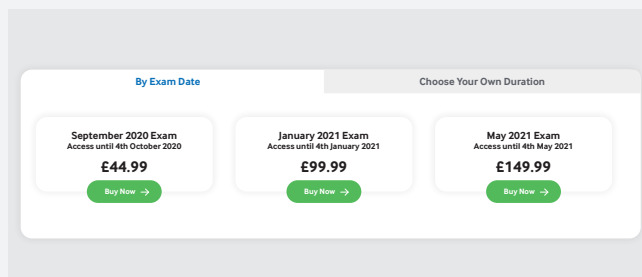 By Exam Date
Choose Your Own Duration
September 2020 Exam
Access until 4th October 2020
£44.99
Buy Now →
January 2021 Exam
Access until 4th January 2021
£99.99
Buy Now →
May 2021 Exam
Access until 4th May 2021
£149.99
Buy Now →